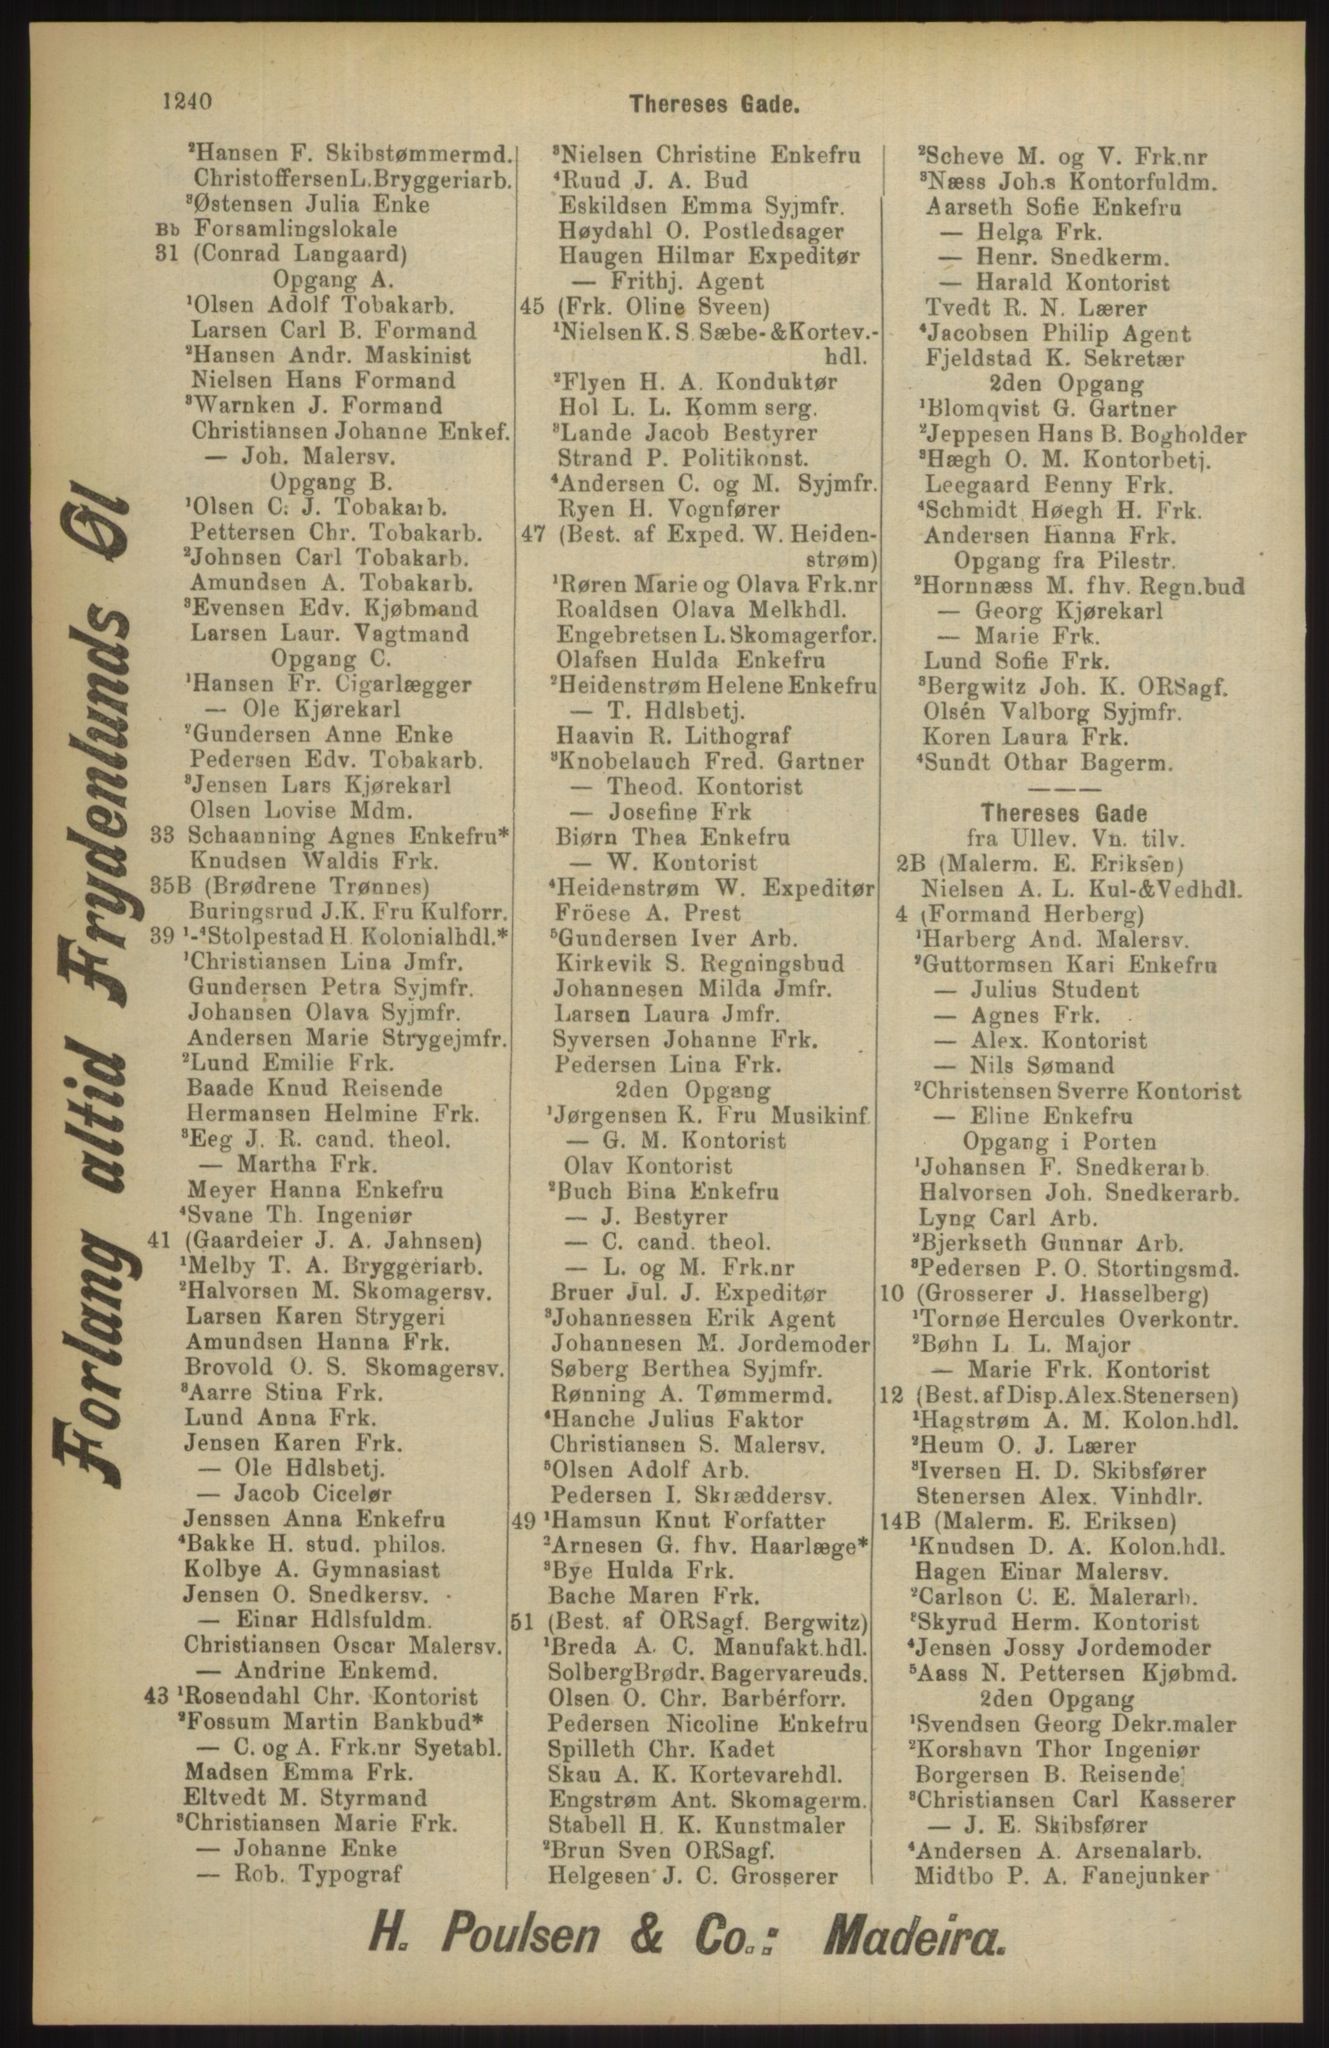 1240
Thereses Gade.
²Hansen F. Skibstømmermd.
Christoffersen L. Bryggeriarb.
³Østensen Julia Enke
Bb Forsamlingslokale
31 (Conrad Langaard)
Opgang A.
¹Olsen Adolf Tobakarb.
Larsen Carl B. Formand
²Hansen Andr. Maskinist
Nielsen Hans Formand
³Warnken J. Formand
Christiansen Johanne Enkef.
— Joh. Malersv.
Opgang B.
¹Olsen C. J. Tobakarb.
Pettersen Chr. Tobakarb.
²Johnsen Carl Tobakarb.
Amundsen A. Tobakarb.
³Evensen Edv. Kjøbmand
Larsen Laur. Vagtmand
Opgang C.
¹Hansen Fr. Cigarlægger
— Ole Kjørekarl
²Gundersen Anne Enke
Pedersen Edv. Tobakarb.
³Jensen Lars Kjørekarl
Olsen Lovise Mdm.
33 Schaanning Agnes Enkefru*
Knudsen Waldis Frk.
35B (Brødrene Trønnes)
Buringsrud J.K. Fru Kulforr.
39 ¹-⁴Stolpestad H. Kolonialhdl.*
¹Christiansen Lina Jmfr.
Gundersen Petra Syjmfr.
Johansen Olava Syjmfr.
Andersen Marie Strygejmfr.
²Lund Emilie Frk.
Baade Knud Reisende
Hermansen Helmine Frk.
³Eeg J. R. cand. theol.
— Martha Frk.
Meyer Hanna Enkefru
⁴Svane Th. Ingeniør
41 (Gaardeier J. A. Jahnsen)
¹Melby T. A. Bryggeriarb.
²Halvorsen M. Skomagersv.
Larsen Karen Strygeri
Amundsen Hanna Frk.
Brovold O. S. Skomagersv.
³Aarre Stina Frk.
Lund Anna Frk.
Jensen Karen Frk.
— Ole Hdlsbetj.
— Jacob Cicelør
Jenssen Anna Enkefru
⁴Bakke H. stud. philos.
Kolbye A. Gymnasiast
Jensen O. Snedkersv.
— Einar Hdlsfuldm.
Christiansen Oscar Malersv.
— Andrine Enkemd.
43 ¹Rosendahl Chr. Kontorist
²Fossum Martin Bankbud*
— C. og A. Frk.nr Syetabl.
Madsen Emma Frk.
Eltvedt M. Styrmand
³Christiansen Marie Frk.
— Johanne Enke
— Rob. Typograf
³Nielsen Christine Enkefru
⁴Ruud J. A. Bud
Eskildsen Emma Syjmfr.
Høydahl O. Postledsager
Haugen Hilmar Expeditør
— Frithj. Agent
45 (Frk. Oline Sveen)
¹Nielsen K. S. Sæbe- & Kortev.-
hdl.
²Flyen H. A. Konduktør
Hol L. L. Komm serg.
³Lande Jacob Bestyrer
Strand P. Politikonst.
⁴Andersen C. og M. Syjmfr.
Ryen H. Vognfører
47 (Best. af Exped. W. Heiden-
strøm)
¹Røren Marie og Olava Frk.nr
Roaldsen Olava Melkhdl.
Engebretsen L. Skomagerfor.
Olafsen Hulda Enkefru
²Heidenstrøm Helene Enkefru
— T. Hdlsbetj.
Haavin R. Lithograf
³Knobelauch Fred. Gartner
— Theod. Kontorist
— Josefine Frk
Biørn Thea Enkefru
— W. Kontorist
⁴Heidenstrøm W. Expeditør
Fröese A. Prest
⁵Gundersen Iver Arb.
Kirkevik S. Regningsbud
Johannesen Milda Jmfr.
Larsen Laura Jmfr.
Syversen Johanne Frk.
Pedersen Lina Frk.
2den Opgang
¹Jørgensen K. Fru Musikinf.
— G. M. Kontorist
Olav Kontorist
²Buch Bina Enkefru
— J. Bestyrer
— C. cand. theol.
— L. og M. Frk.nr
Bruer Jul. J. Expeditør
³Johannessen Erik Agent
Johannesen M. Jordemoder
Søberg Berthea Syjmfr.
Rønning A. Tømmermd.
⁴Hanche Julius Faktor
Christiansen S. Malersv.
⁵Olsen Adolf Arb.
Pedersen I. Skræddersv.
49 ¹Hamsun Knut Forfatter
²Arnesen G. fhv. Haarlæge*
³Bye Hulda Frk.
Bache Maren Frk.
51 (Best. af ORSagf. Bergwitz)
¹Breda A. C. Manufakt.hdl.
Solberg Brødr. Bagervareuds.
Olsen O. Chr. Barbérforr.
Pedersen Nicoline Enkefru
Spilleth Chr. Kadet
Skau A. K. Kortevarehdl.
Engstrøm Ant. Skomagerm.
Stabell H. K. Kunstmaler
²Brun Sven ORSagf.
Helgesen J. C. Grosserer
²Scheve M. og V. Frk.nr
³Næss Joh.s Kontorfuldm.
Aarseth Sofie Enkefru
— Helga Frk.
— Henr. Snedkerm.
— Harald Kontorist
Tvedt R. N. Lærer
⁴Jacobsen Philip Agent
Fjeldstad K. Sekretær
2den Opgang
¹Blomqvist G. Gartner
²Jeppesen Hans B. Bogholder
³Hægh O. M. Kontorbetj.
Leegaard Benny Frk.
⁴Schmidt Høegh H. Frk.
Andersen Hanna Frk.
Opgang fra Pilestr.
²Hornnæss M. fhv. Regn.bud
— Georg Kjørekarl
— Marie Frk.
Lund Sofie Frk.
³Bergwitz Joh. K. ORSagf.
Olsén Valborg Syjmfr.
Koren Laura Frk.
⁴Sundt Othar Bagerm.
Thereses Gade
fra Ullev. Vn. tilv.
2B (Malerm. E. Eriksen)
Nielsen A. L. Kul-&Vedhdl.
4 (Formand Herberg)
¹Harberg And. Malersv.
²Guttormsen Kari Enkefru
— Julius Student
— Agnes Frk.
— Alex. Kontorist
— Nils Sømand
²Christensen Sverre Kontorist
— Eline Enkefru
Opgang i Porten
¹Johansen F. Snedkerarb.
Halvorsen Joh. Snedkerarb.
Lyng Carl Arb.
²Bjerkseth Gunnar Arb.
³Pedersen P. O. Stortingsmd.
10 (Grosserer J. Hasselberg)
¹Tornøe Hercules Overkontr.
²Bøhn L. L. Major
— Marie Frk. Kontorist
12 (Best. af Disp. Alex. Stenersen)
¹Hagstrøm A. M. Kolon.hdl.
²Heum O. J. Lærer
³Iversen H. D. Skibsfører
Stenersen Alex. Vinhdlr.
14B (Malerm. E. Eriksen)
¹Knudsen D. A. Kolon.hdl.
Hagen Einar Malersv.
²Carlson C. E. Malerarb.
³Skyrud Herm. Kontorist
⁴Jensen Jossy Jordemoder
⁵Aass N. Pettersen Kjøbmd.
2den Opgang
¹Svendsen Georg Dekr.maler
²Korshavn Thor Ingeniør
Borgersen B. Reisende
³Christiansen Carl Kasserer
— J. E. Skibsfører
⁴Andersen A. Arsenalarb.
Midtbo P. A. Fanejunker
Forlang altid Frydenlunds Øl
H. Poulsen & Co.: Madeira.